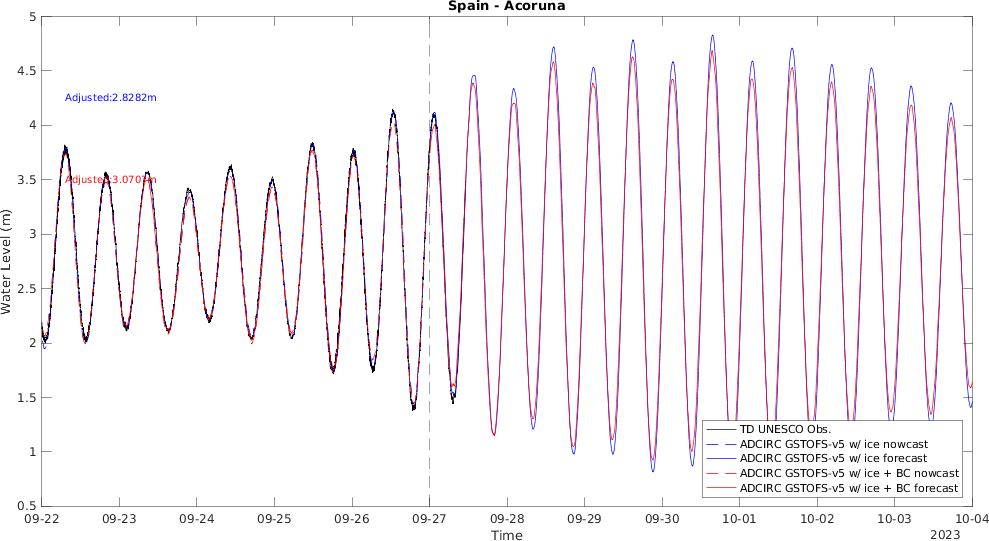 Spain - Acoruna
5
4.5
4
3.5
3
2.5
2
1.5
1
0.5
Water Level (m)
Adjusted:2.8282m
Adjusted:3.0707m
TD UNESCO Obs.
ADCIRC GSTOFS-v5 w/ ice nowcast
ADCIRC GSTOFS-v5 w/ ice forecast
ADCIRC GSTOFS-v5 w/ ice + BC nowcast
ADCIRC GSTOFS-v5 w/ ice + BC forecast
09-22 09-23 09-24 09-25 09-26 09-27 09-28 09-29 09-30 10-01 10-02 10-03 10-04
Time
2023